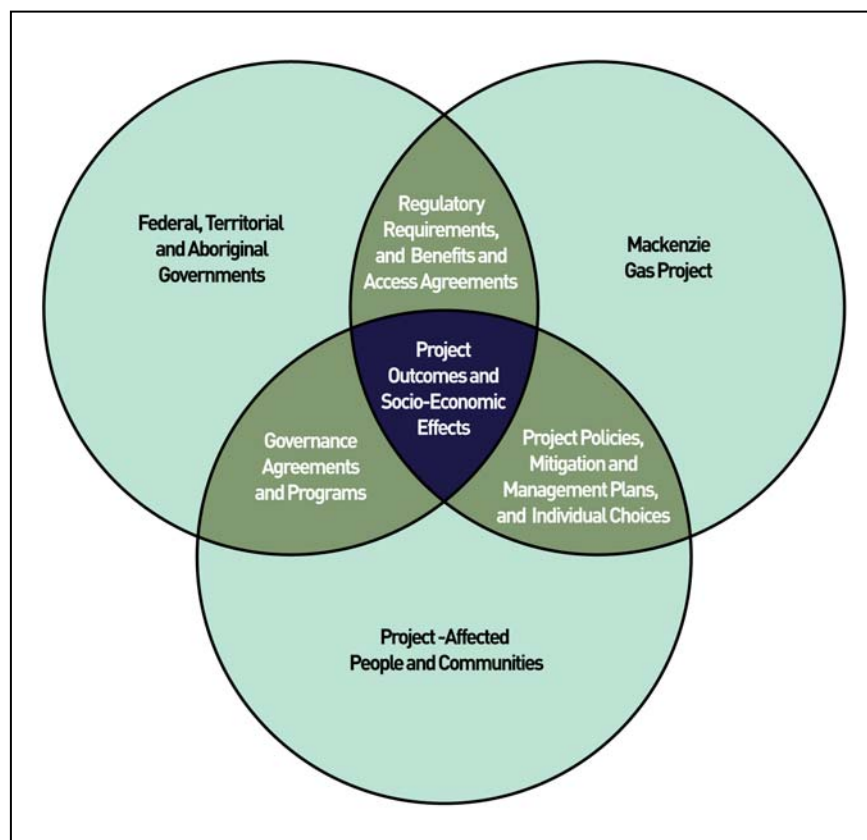 Federal, Territorial
and Aboriginal
Governments
Regulatory
Requirements,
and Benefits and
Access Agreements
Mackenzie
Gas Project
Project
Outcomes and
Socio-Economic
Effects
Governance
Agreements
and Programs
Project Policies,
Mitigation and
Management Plans,
and Individual Choices
Project -Affected
People and Communities